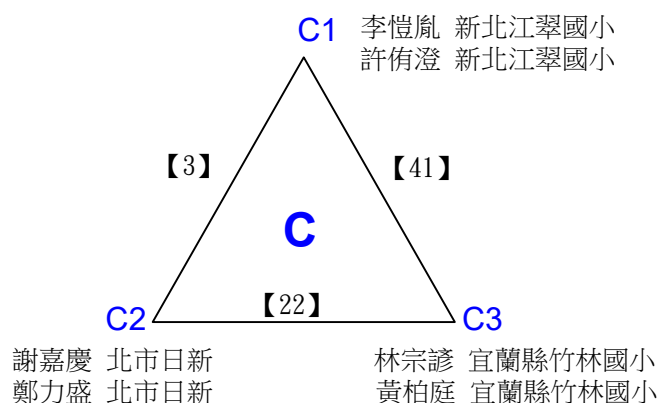 C1
李愷胤 新北江翠國小
許侑澄 新北江翠國小
【3】
【41】
C
【22】
C2
C3
謝嘉慶 北市日新
鄭力盛 北市日新
林宗諺 宜蘭縣竹林國小
黃柏庭 宜蘭縣竹林國小